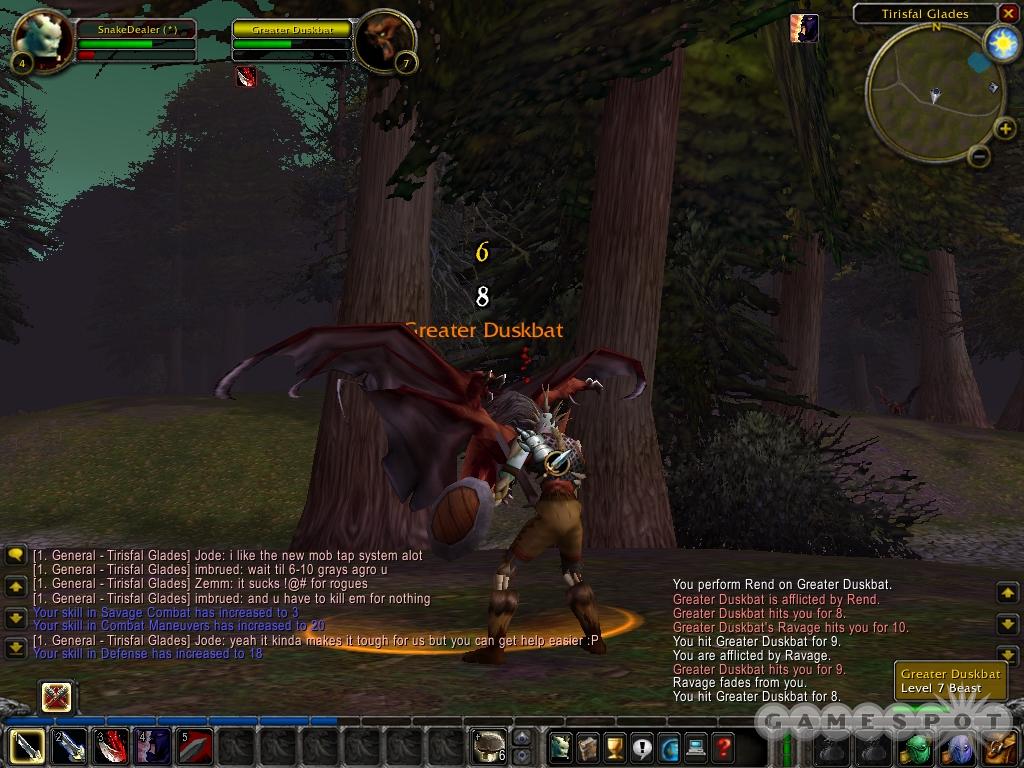 SnakeDealer (*)
4
Greater Duskbat
7
Tirisfal Glades
N
6
8
Greater Duskbat
[1. General - Tirisfal Glades] Jode: i like the new mob tap system alot
[1. General - Tirisfal Glades] imbrued: wait til 6-10 grays agro u
[1. General - Tirisfal Glades] Zemm: it sucks !@# for rogues
[1. General - Tirisfal Glades] imbrued: and u have to kill em for nothing
Your skill in Savage Combat has increased to 3
Your skill in Combat Maneuvers has increased to 20
[1. General - Tirisfal Glades] Jode: yeah it kinda makes it tough for us but you can get help easier :P
Your skill in Defense has increased to 18
You perform Rend on Greater Duskbat.
Greater Duskbat is afflicted by Rend.
Greater Duskbat hits you for 8.
Greater Duskbat's Ravage hits you for 10.
You hit Greater Duskbat for 9.
You are afflicted by Ravage.
Greater Duskbat hits you for 9.
Ravage fades from you.
You hit Greater Duskbat for 8.
Greater Duskbat
Level 7 Beast
GAMESPOT
2
3
4
5
6